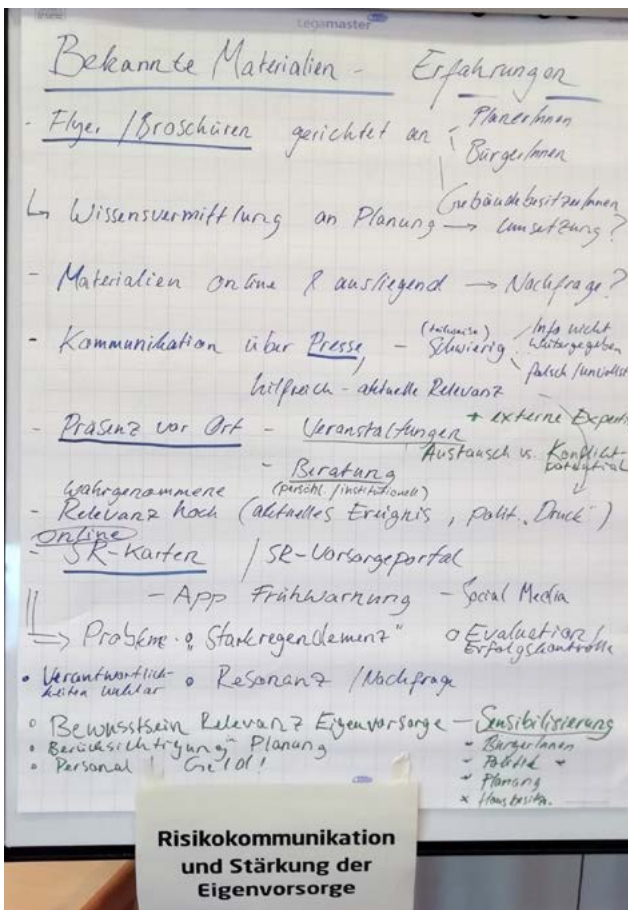 Legamaster
Bekannte Materialien - Erfahrungen
- Flyer / Broschüren gerichtet an - PlanerInnen
BürgerInnen
GebäudebesitzerInnen
↳ Wissensvermittlung an Planung → Umsetzung?
- Materialien online & ausliegend → Nachfrage?
- Kommunikation über Presse - (teilweise) Schwierig
Info nicht weitergegeben
falsch / unvollst
hilfreich - aktuelle Relevanz
+ externe Expert
- Präsenz vor Ort - Veranstaltungen
Austausch vs. Konfliktpotential
- Beratung
(persönl. / institutionell)
wahrgenommene
- Relevanz hoch (aktuelles Ereignis, polit. "Druck")
online
- SR-Karten / SR-Vorsorgeportal
- App Frühwarnung - Social Media
⇒ Probleme • "Starkregendemenz" o Evaluation / Erfolgskontrolle
• Verantwortlichkeiten unklar o Resonanz / Nachfrage
o Bewusstsein Relevanz Eigenvorsorge - Sensibilisierung
• Berücksichtigung Planung
• Personal! Geld!
- BürgerInnen
- Politik
- Planung
x Hausbesitz.
Risikokommunikation
und Stärkung der
Eigenvorsorge